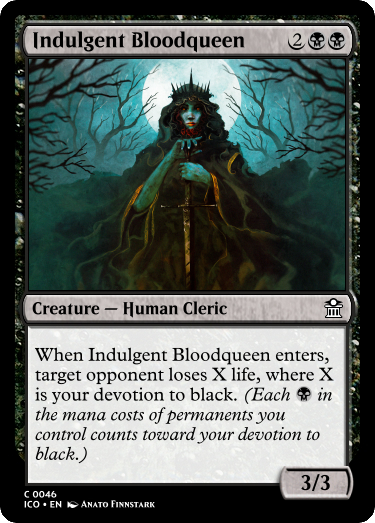 Indulgent Bloodqueen 2
Creature — Human Cleric
When Indulgent Bloodqueen enters,
target opponent loses X life, where X
is your devotion to black. (Each in
the mana costs of permanents you
control counts toward your devotion to
black.)
3/3
C 0046
ICO • EN Anato Finnstark